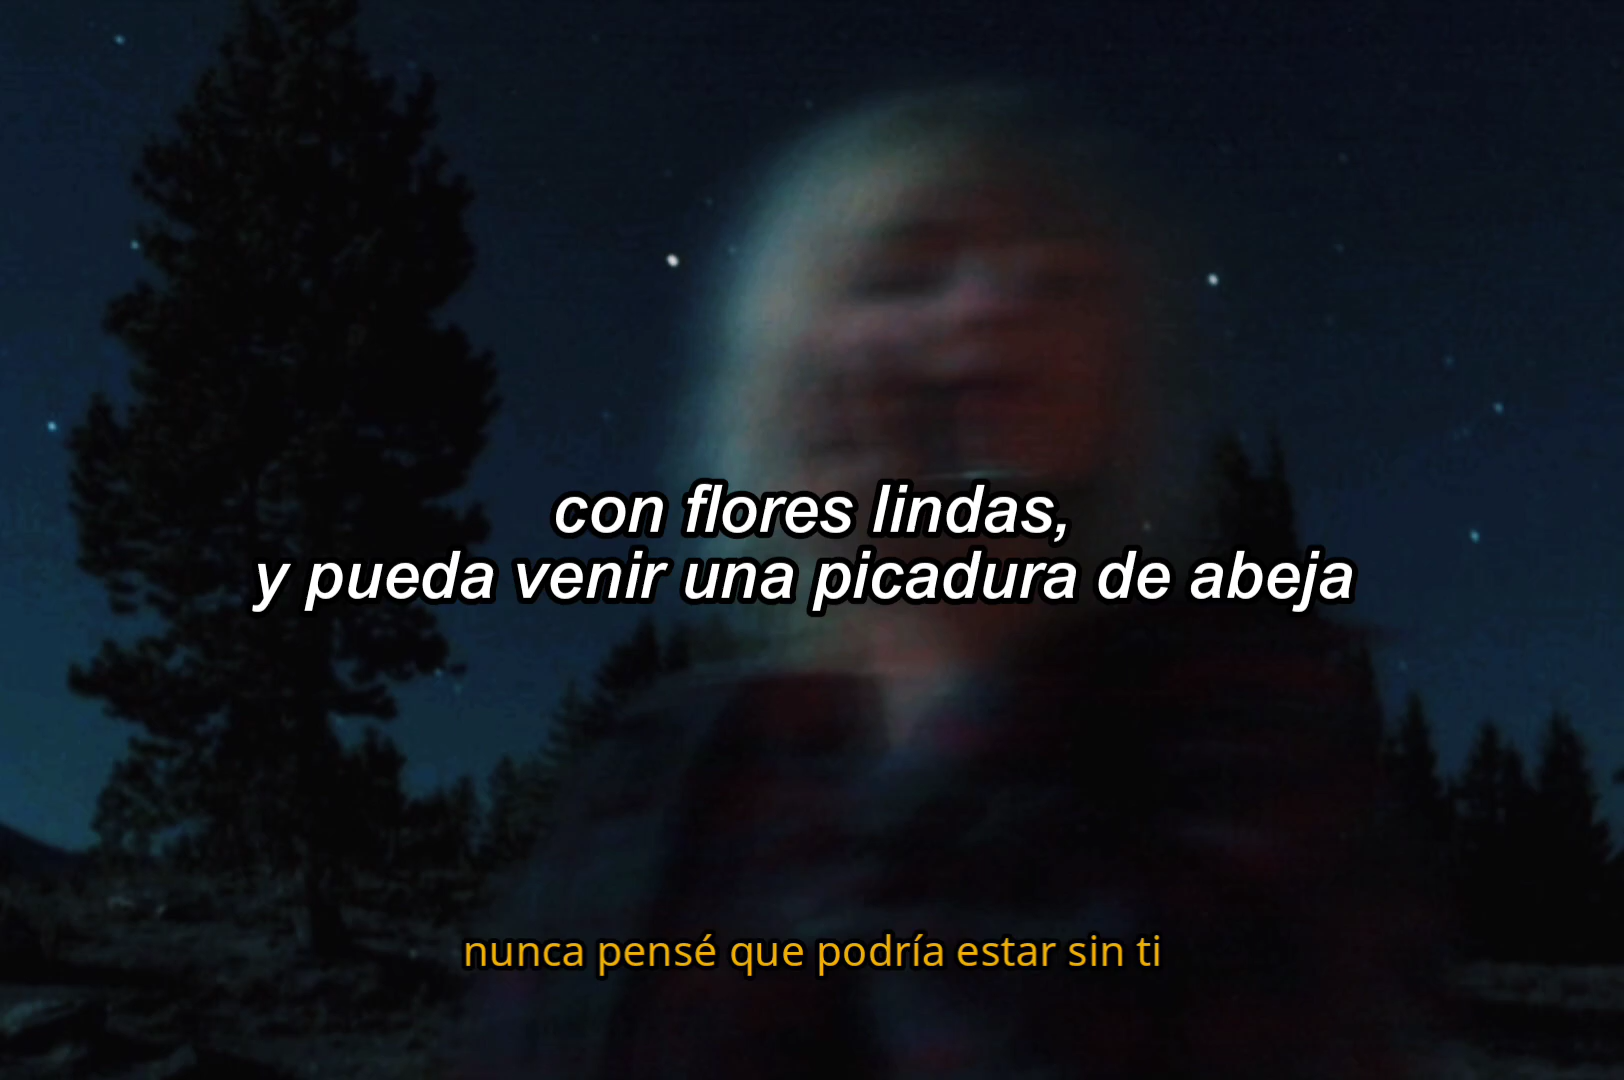 con flores lindas,
y pueda venir una picadura de abeja
nunca pensé que podría estar sin ti